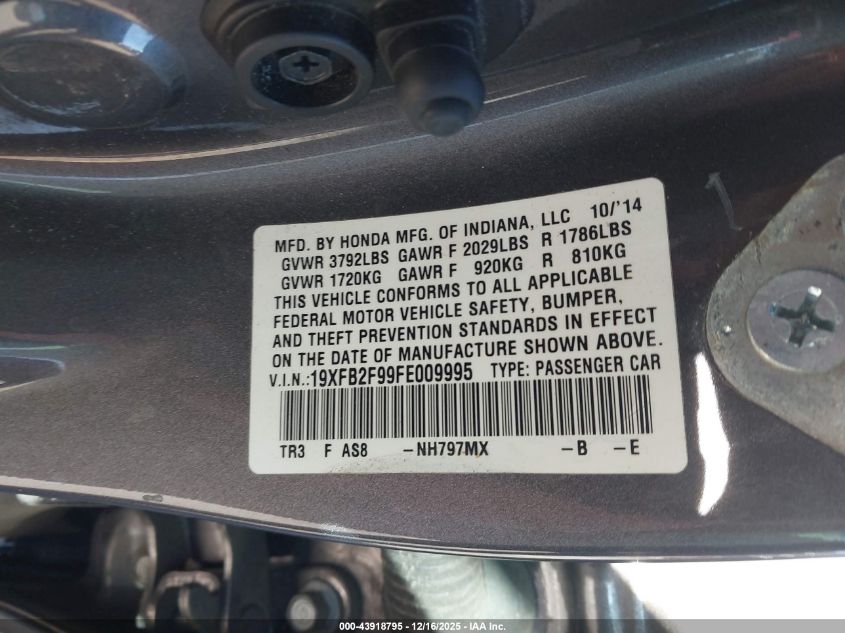 MFD. BY HONDA MFG. OF INDIANA, LLC 10/'14
GVWR 3792LBS GAWR F 2029LBS R 1786LBS
GVWR 1720KG GAWR F 920KG R 810KG
THIS VEHICLE CONFORMS TO ALL APPLICABLE
FEDERAL MOTOR VEHICLE SAFETY, BUMPER,
AND THEFT PREVENTION STANDARDS IN EFFECT
ON THE DATE OF MANUFACTURE SHOWN ABOVE.
V.I.N.:19XFB2F99FE009995 TYPE: PASSENGER CAR
TR3 F AS8 -NH797MX -B -E
000-43918795 - 12/16/2025 - IAA Inc.